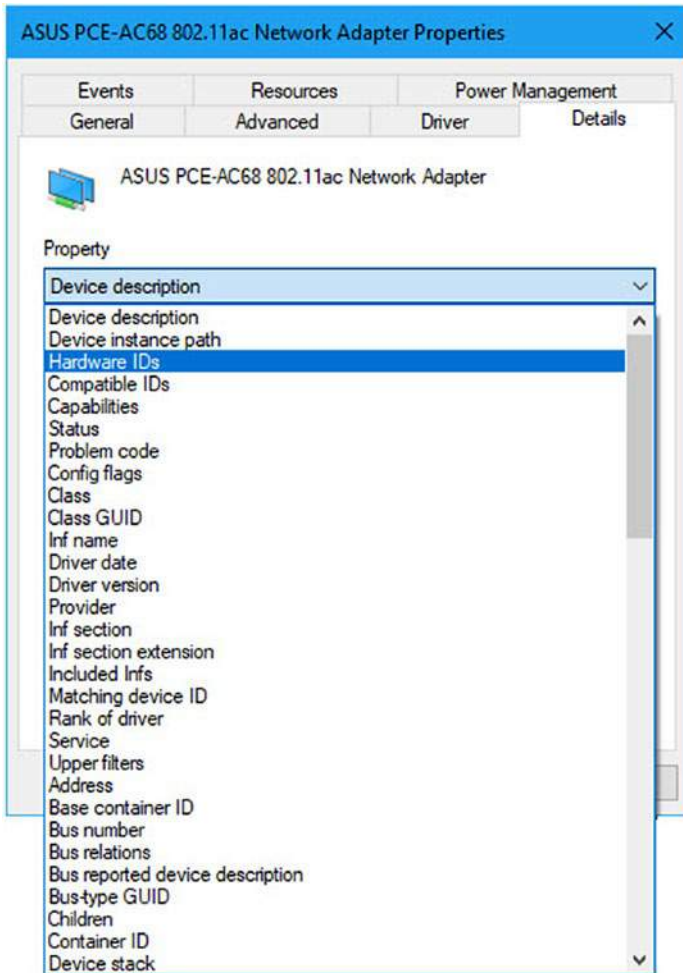 ASUS PCE-AC68 802.11ac Network Adapter Properties
Events Resources Power Management
General Advanced Driver Details
ASUS PCE-AC68 802.11ac Network Adapter
Property
Device description
Device description
Device instance path
Hardware IDs
Compatible IDs
Capabilities
Status
Problem code
Config flags
Class
Class GUID
Inf name
Driver date
Driver version
Provider
Inf section
Inf section extension
Included Infs
Matching device ID
Rank of driver
Service
Upper filters
Address
Base container ID
Bus number
Bus relations
Bus reported device description
Bus-type GUID
Children
Container ID
Device stack